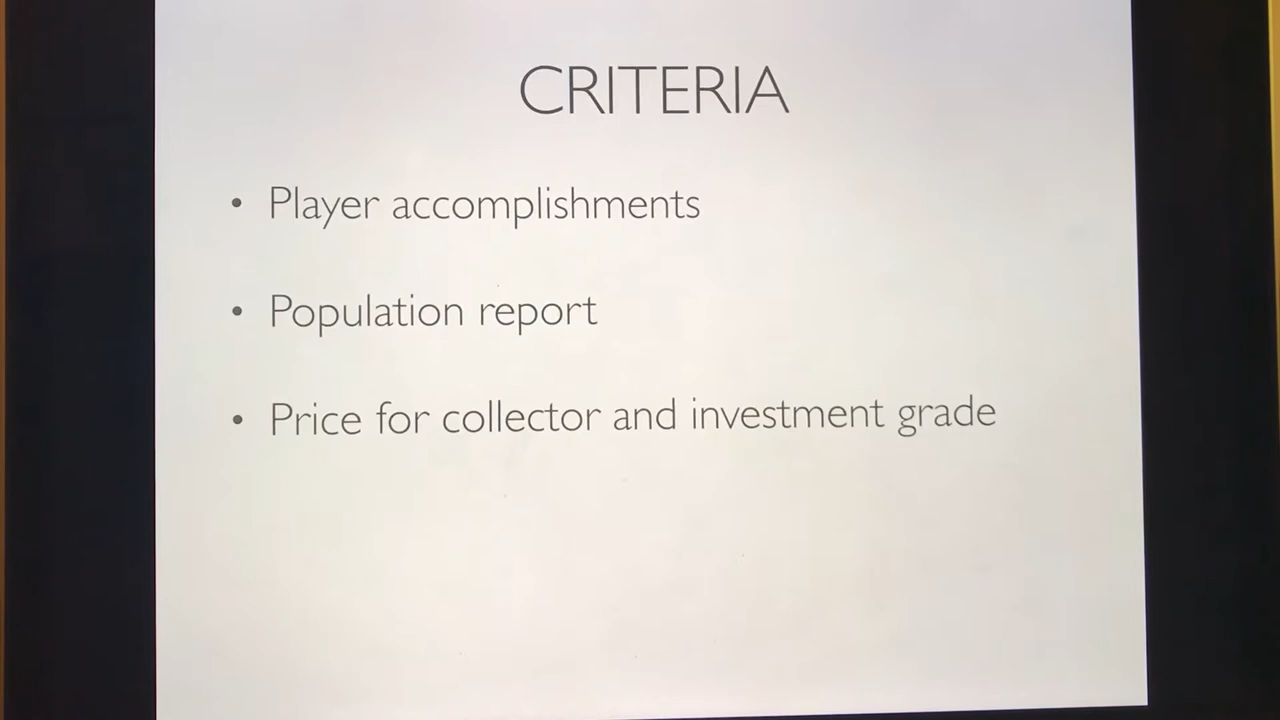 CRITERIA
• Player accomplishments
• Population report
• Price for collector and investment grade